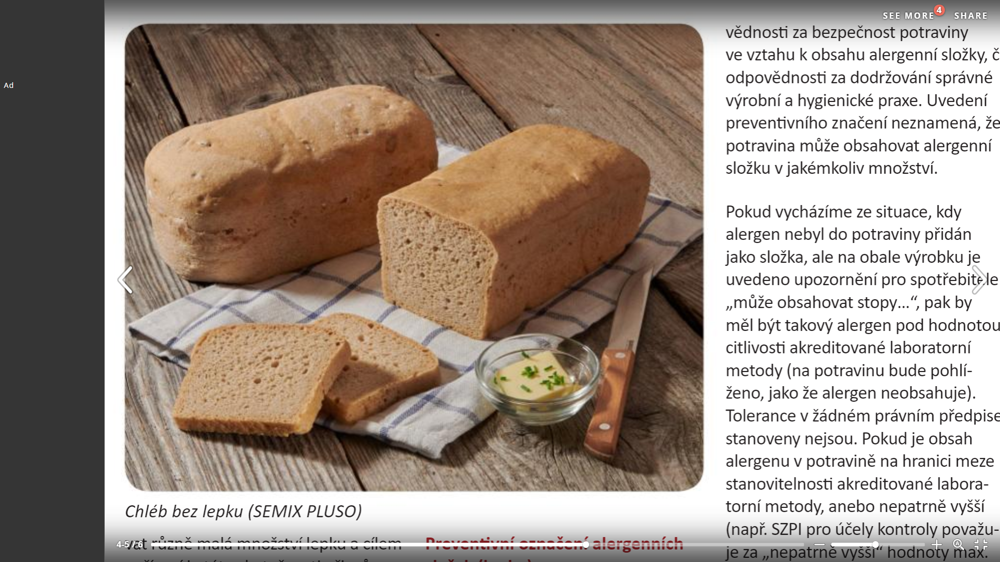 SEE MORE 4 SHARE
Ad
Chléb bez lepku (SEMIX PLUSO)
vat různě malá množství lepku a cílem
Preventivní označení alergenních
vědnosti za bezpečnost potraviny
ve vztahu k obsahu alergenní složky, č
odpovědnosti za dodržování správné
výrobní a hygienické praxe. Uvedení
preventivního značení neznamená, že
potravina může obsahovat alergenní
složku v jakémkoliv množství.
Pokud vycházíme ze situace, kdy
alergen nebyl do potraviny přidán
jako složka, ale na obale výrobku je
uvedeno upozornění pro spotřebitele
„může obsahovat stopy...“, pak by
měl být takový alergen pod hodnotou
citlivosti akreditované laboratorní
metody (na potravinu bude pohlí-
ženo, jako že alergen neobsahuje).
Tolerance v žádném právním předpise
stanoveny nejsou. Pokud je obsah
alergenu v potravině na hranici meze
stanovitelnosti akreditované labora-
torní metody, anebo nepatrně vyšší
(např. SZPI pro účely kontroly považu-
je za „nepatrně vyšší“ hodnoty max.
4-5 / 6